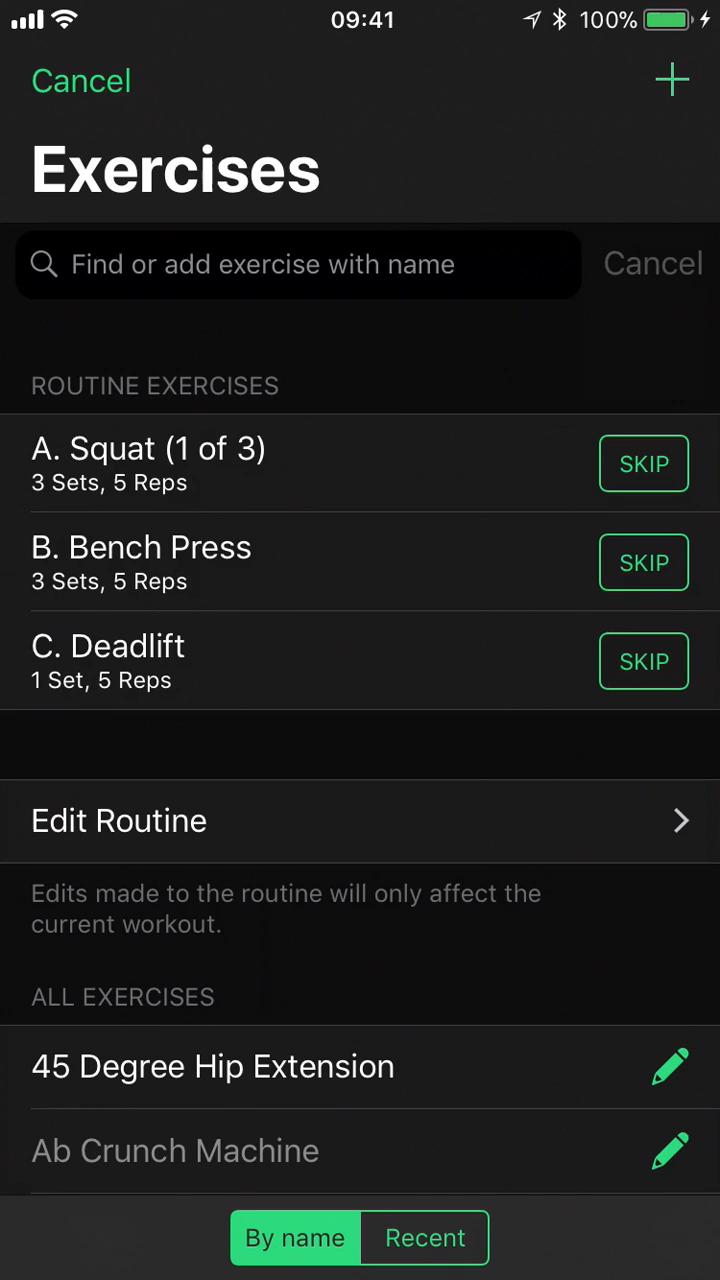 09:41
100%
Cancel
Exercises
Find or add exercise with name
Cancel
ROUTINE EXERCISES
A. Squat (1 of 3)
3 Sets, 5 Reps
SKIP
B. Bench Press
3 Sets, 5 Reps
SKIP
C. Deadlift
1 Set, 5 Reps
SKIP
Edit Routine
Edits made to the routine will only affect the
current workout.
ALL EXERCISES
45 Degree Hip Extension
Ab Crunch Machine
By name
Recent